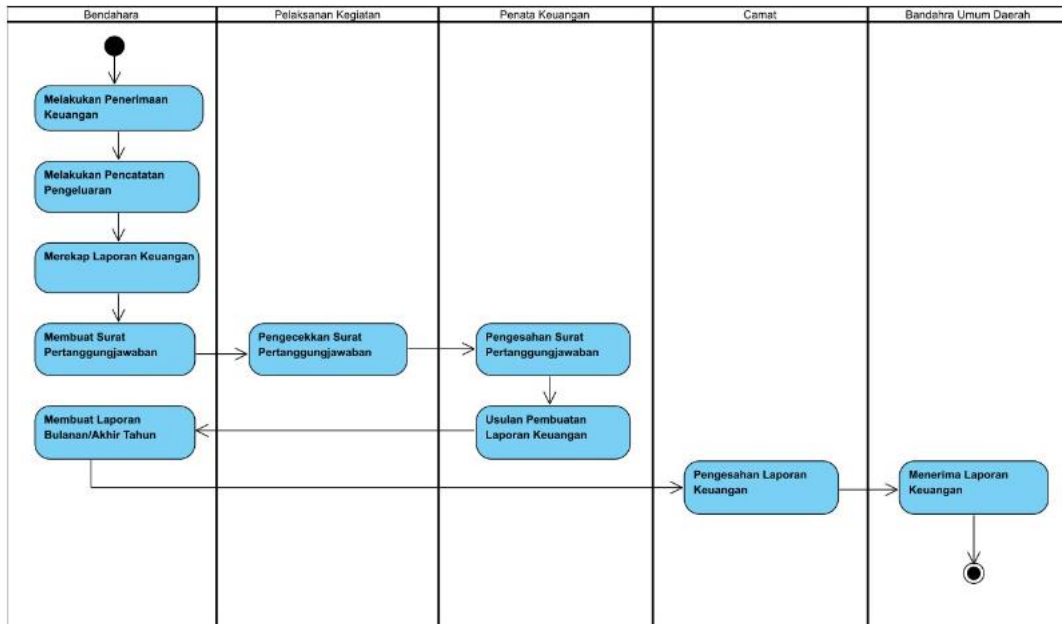 Bendahara
Pelaksanan Kegiatan
Penata Keuangan
Camat
Bandahra Umum Daerah
Melakukan Penerimaan
Keuangan
Melakukan Pencatatan
Pengeluaran
Merekap Laporan Keuangan
Membuat Surat
Pertanggungjawaban
Pengecekkan Surat
Pertanggungjawaban
Pengesahan Surat
Pertanggungjawaban
Membuat Laporan
Bulanan/Akhir Tahun
Usulan Pembuatan
Laporan Keuangan
Pengesahan Laporan
Keuangan
Menerima Laporan
Keuangan